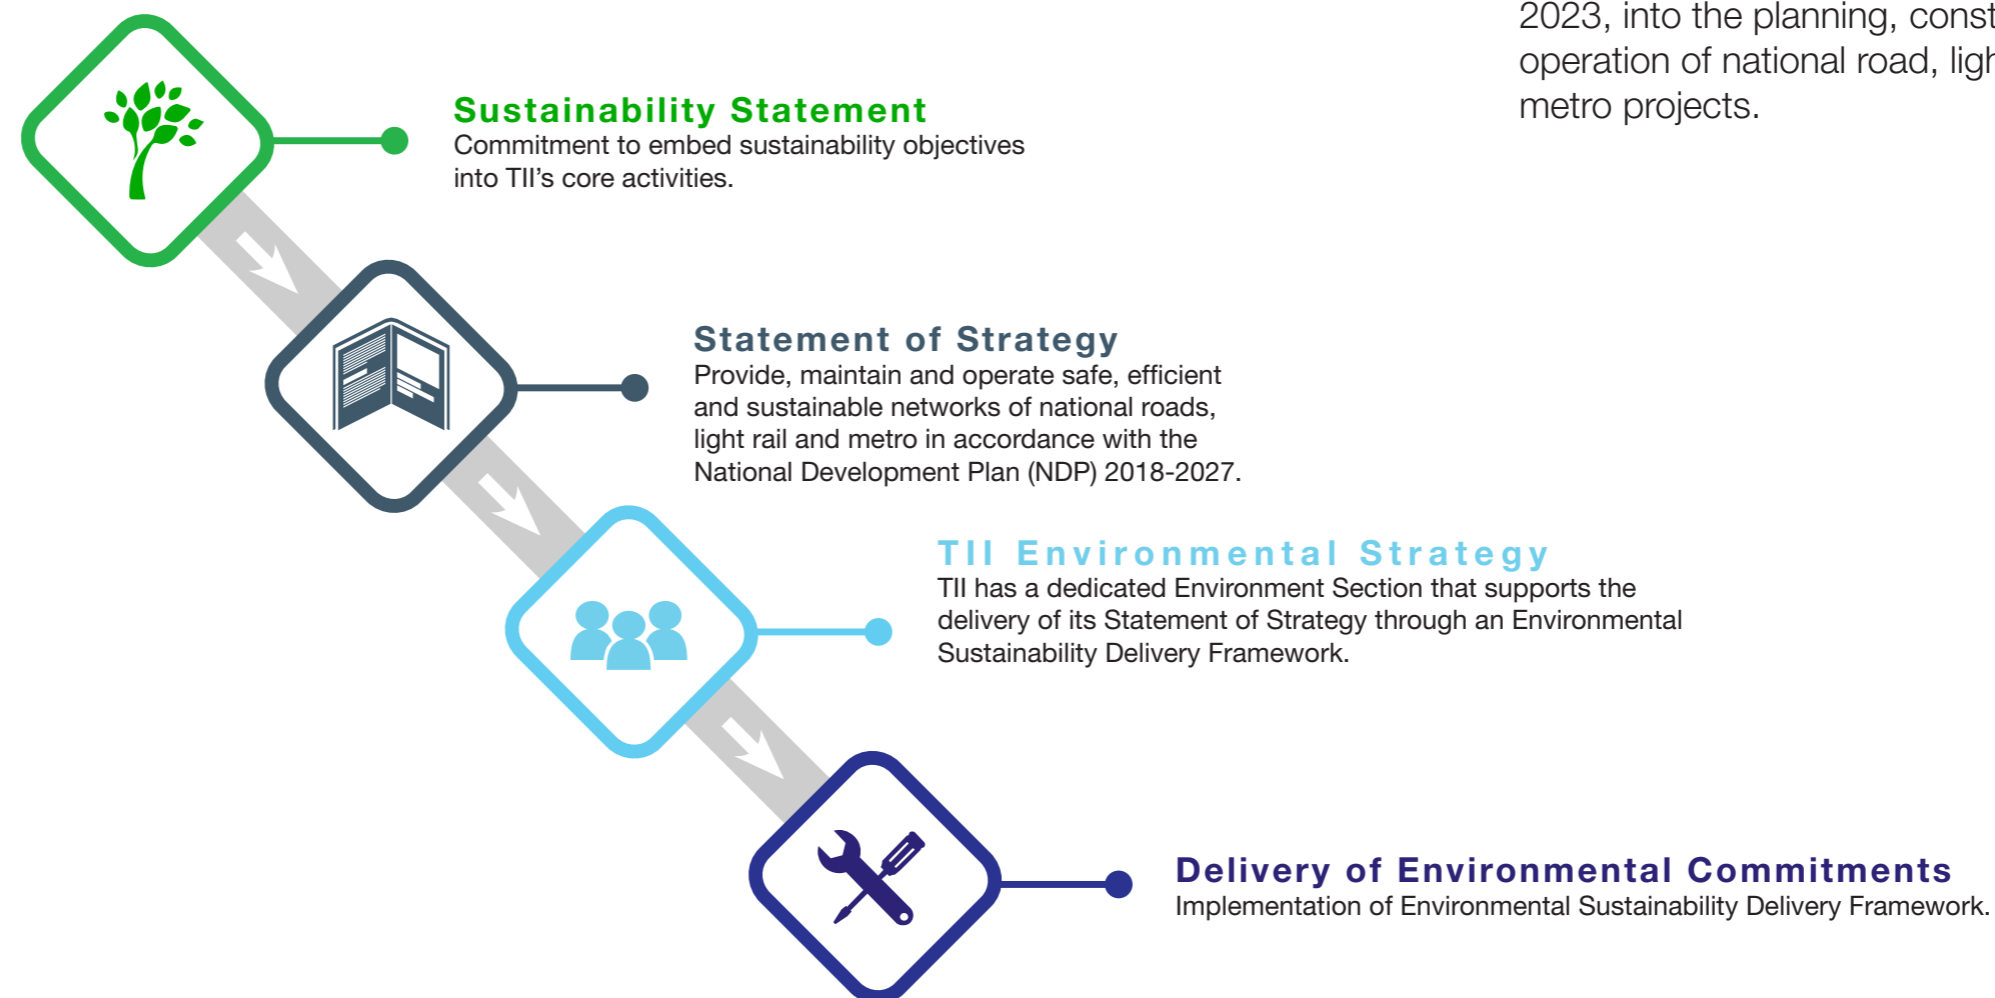 2023, into the planning,
operation of national road,
metro projects.
Sustainability Statement
Commitment to embed sustainability objectives
into TII's core activities.
Statement of Strategy
Provide, maintain and operate safe, efficient
and sustainable networks of national roads,
light rail and metro in accordance with the
National Development Plan (NDP) 2018-2027.
TII Environmental Strategy
TII has a dedicated Environment Section that supports the
delivery of its Statement of Strategy through an Environmental
Sustainability Delivery Framework.
Delivery of Environmental Commitments
Implementation of Environmental Sustainability Delivery Framework.